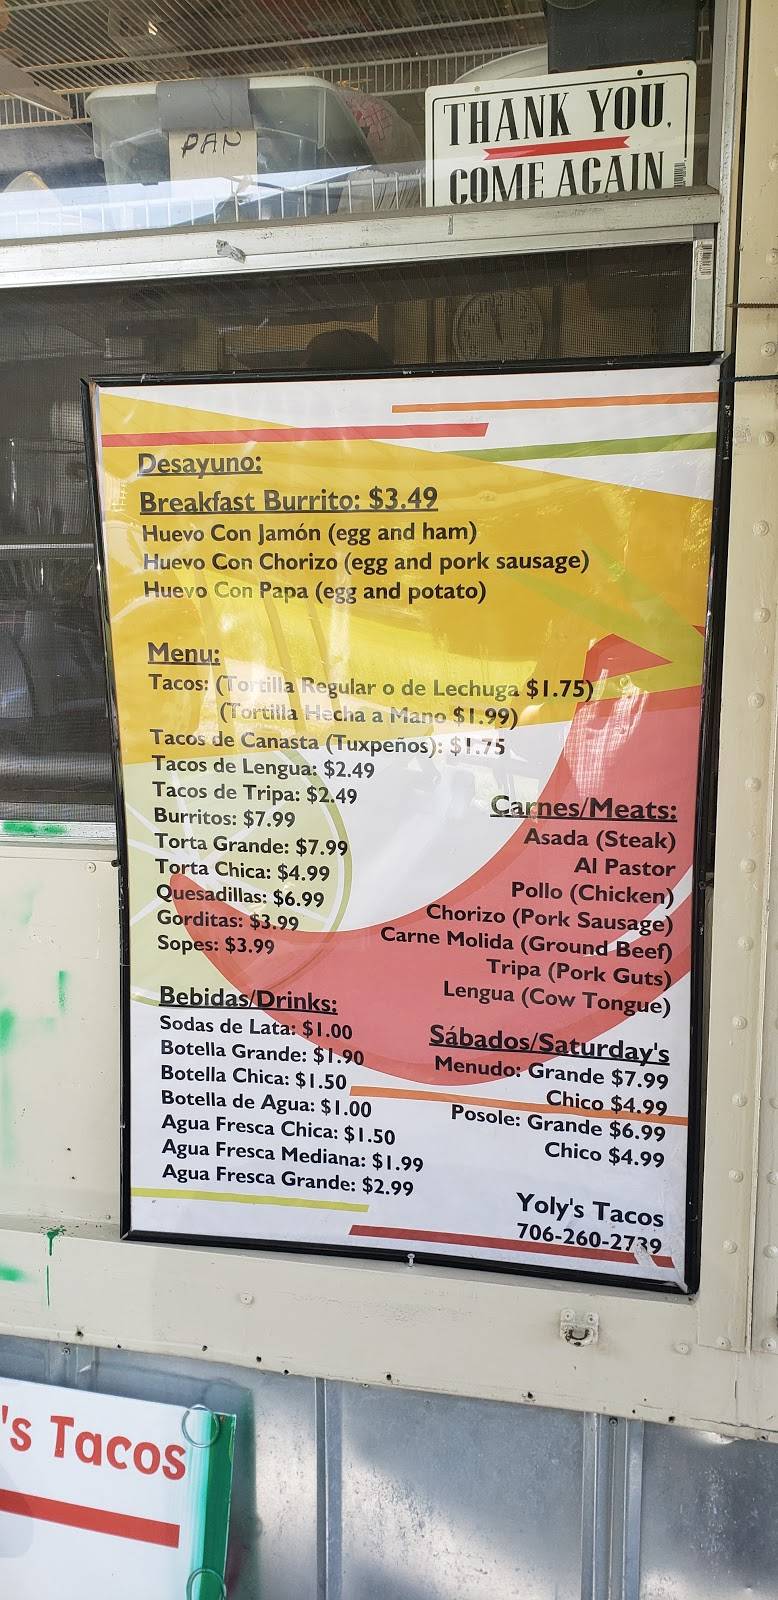 PAN
THANK YOU,
COME AGAIN
Desayuno:
Breakfast Burrito: $3.49
Huevo Con Jamón (egg and ham)
Huevo Con Chorizo (egg and pork sausage)
Huevo Con Papa (egg and potato)
Menu:
Tacos: (Tortilla Regular o de Lechuga $1.75)
(Tortilla Hecha a Mano $1.99)
Tacos de Canasta (Tuxpeños): $1.75
Tacos de Lengua: $2.49
Tacos de Tripa: $2.49
Burritos: $7.99
Torta Grande: $7.99
Torta Chica: $4.99
Quesadillas: $6.99
Gorditas: $3.99
Sopes: $3.99
Carnes/Meats:
Asada (Steak)
Al Pastor
Pollo (Chicken)
Chorizo (Pork Sausage)
Carne Molida (Ground Beef)
Tripa (Pork Guts)
Lengua (Cow Tongue)
Bebidas/Drinks:
Sodas de Lata: $1.00
Botella Grande: $1.90
Botella Chica: $1.50
Botella de Agua: $1.00
Agua Fresca Chica: $1.50
Agua Fresca Mediana: $1.99
Agua Fresca Grande: $2.99
Sábados/Saturday's
Menudo: Grande $7.99
Chico $4.99
Posole: Grande $6.99
Chico $4.99
Yoly's Tacos
706-260-2739
's Tacos